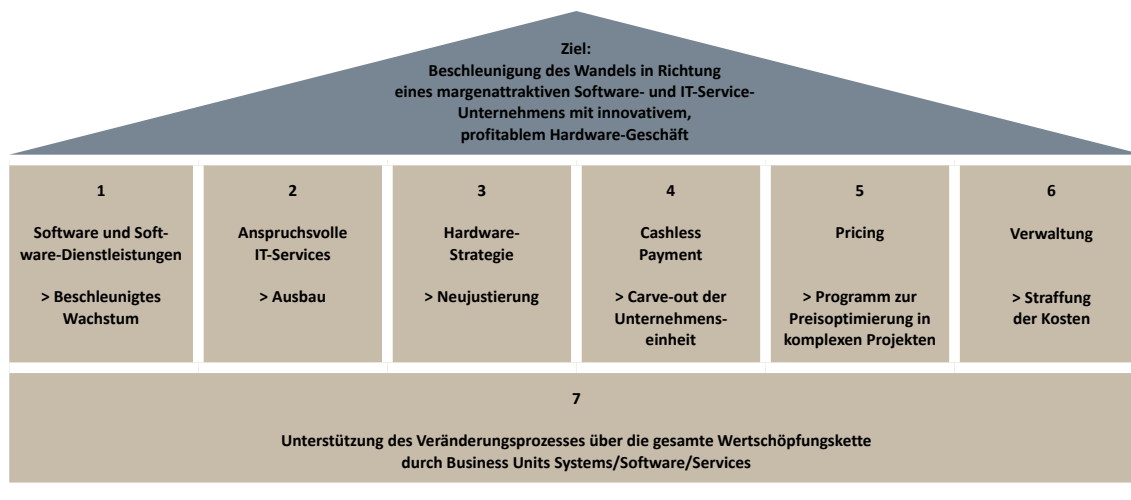 Ziel:
Beschleunigung des Wandels in Richtung
eines margenattraktiven Software- und IT-Service-
Unternehmens mit innovativem,
profitablem Hardware-Geschäft
1
Software und Soft-
ware-Dienstleistungen
> Beschleunigtes
Wachstum
2
Anspruchsvolle
IT-Services
> Ausbau
3
Hardware-
Strategie
> Neujustierung
4
Cashless
Payment
> Carve-out der
Unternehmens-
einheit
5
Pricing
> Programm zur
Preisoptimierung in
komplexen Projekten
6
Verwaltung
> Straffung
der Kosten
7
Unterstützung des Veränderungsprozesses über die gesamte Wertschöpfungskette
durch Business Units Systems/Software/Services